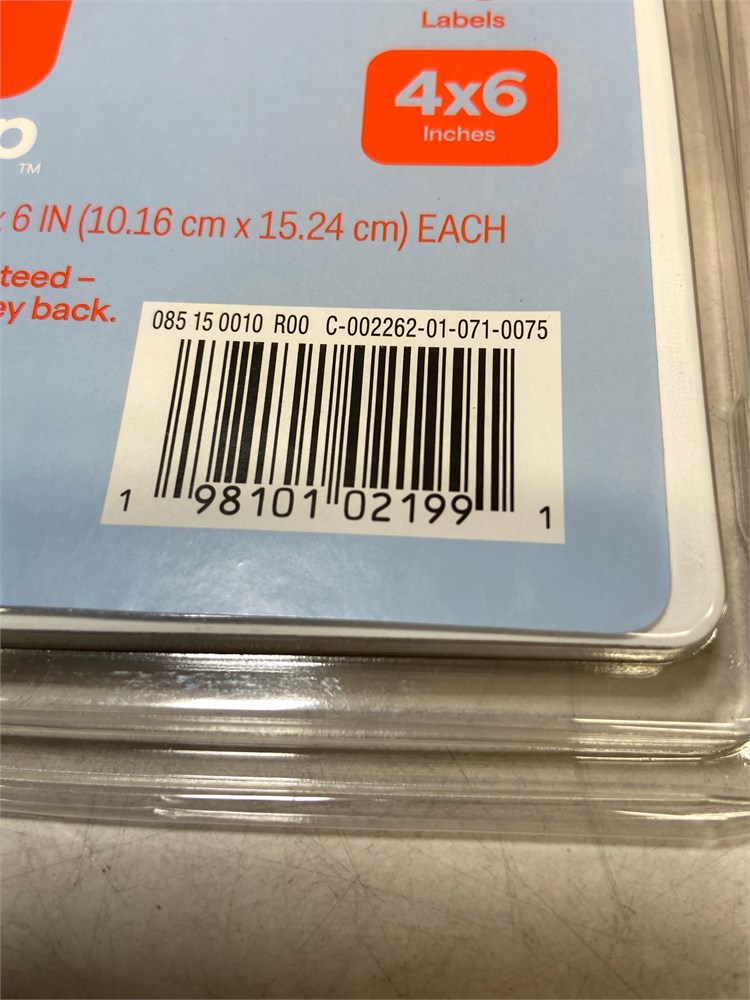 Labels
4x6
Inches
p
TM
x 6 IN (10.16 cm x 15.24 cm) EACH
teed –
ey back.
085 15 0010 R00 C-002262-01-071-0075
1 98101 02199 1